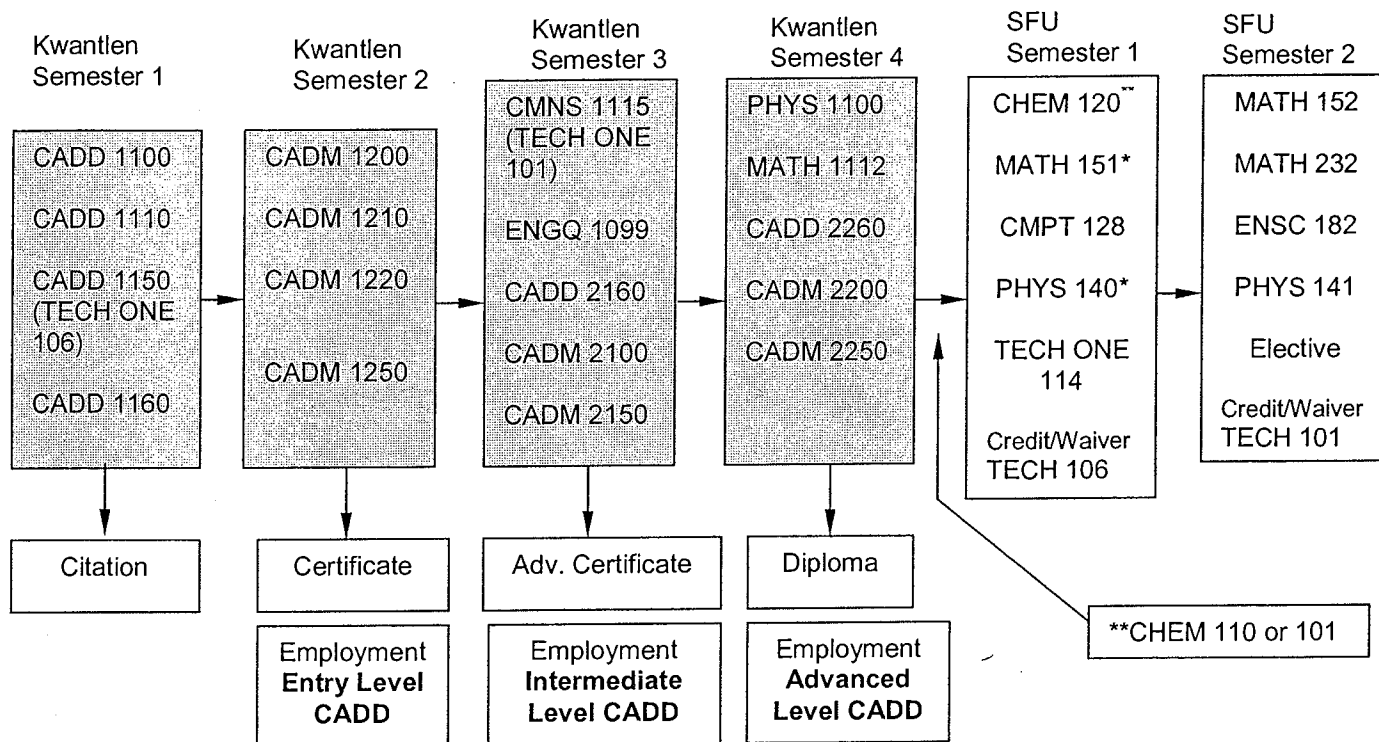 Kwantlen
Semester 1
CADD 1100
CADD 1110
CADD 1150
(TECH ONE
106)
CADD 1160
Citation
Kwantlen
Semester 2
CADM 1200
CADM 1210
CADM 1220
CADM 1250
Certificate
Employment
Entry Level
CADD
Kwantlen
Semester 3
CMNS 1115
(TECH ONE
101)
ENGQ 1099
CADD 2160
CADM 2100
CADM 2150
Adv. Certificate
Employment
Intermediate
Level CADD
Kwantlen
Semester 4
PHYS 1100
MATH 1112
CADD 2260
CADM 2200
CADM 2250
Diploma
Employment
Advanced
Level CADD
SFU
Semester 1
CHEM 120**
MATH 151*
CMPT 128
PHYS 140*
TECH ONE
114
Credit/Waiver
TECH 106
SFU
Semester 2
MATH 152
MATH 232
ENSC 182
PHYS 141
Elective
Credit/Waiver
TECH 101
**CHEM 110 or 101